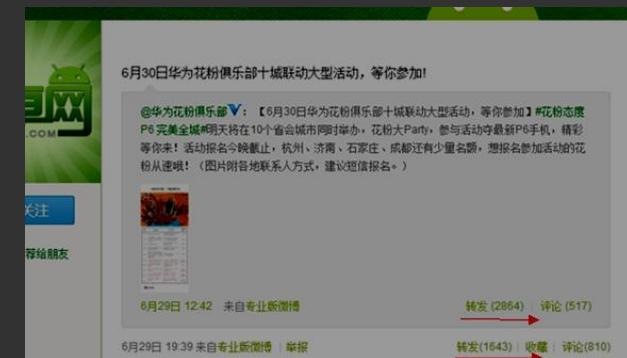 6月30日华为花粉俱乐部十城联动大型活动，等你参加!
@华为花粉俱乐部V：【6月30日华为花粉俱乐部十城联动大型活动，等你参加】#花粉态度
P6 完美全城#明天将在10个省会城市同时举办，花粉大Party，参与活动夺最新P6手机，精彩
等你来！活动报名今晚截止，杭州、济南、石家庄、成都还有少量名额，想报名参加活动的花
粉从速哦！（图片附各地联系人方式，建议短信报名。）
.COM
关注
荐给朋友
6月29日 12:42 来自专业版微博
转发 (2864) | 评论 (517)
6月29日 19:39 来自专业版微博 | 举报
转发(1643) | 收藏 | 评论(810)